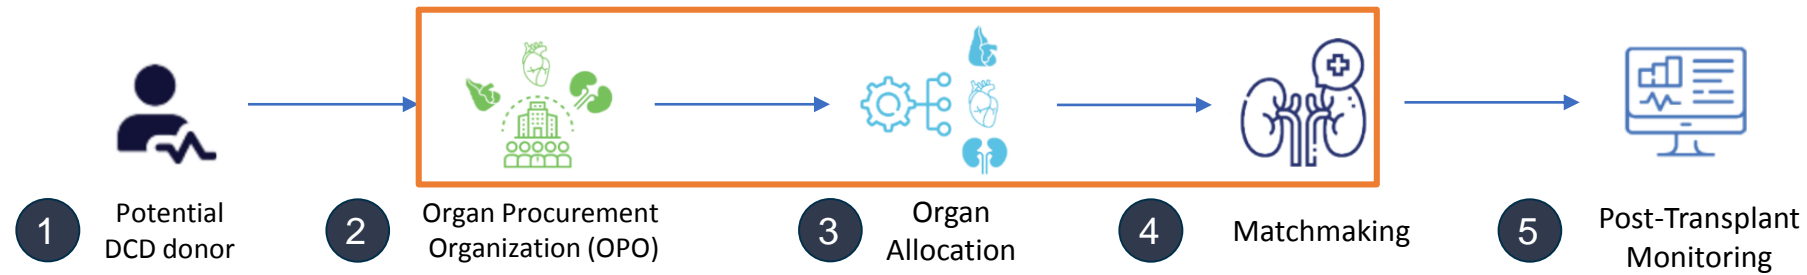 1
Potential
DCD donor
2
Organ Procurement
Organization (OPO)
3
Organ
Allocation
4
Matchmaking
5
Post-Transplant
Monitoring